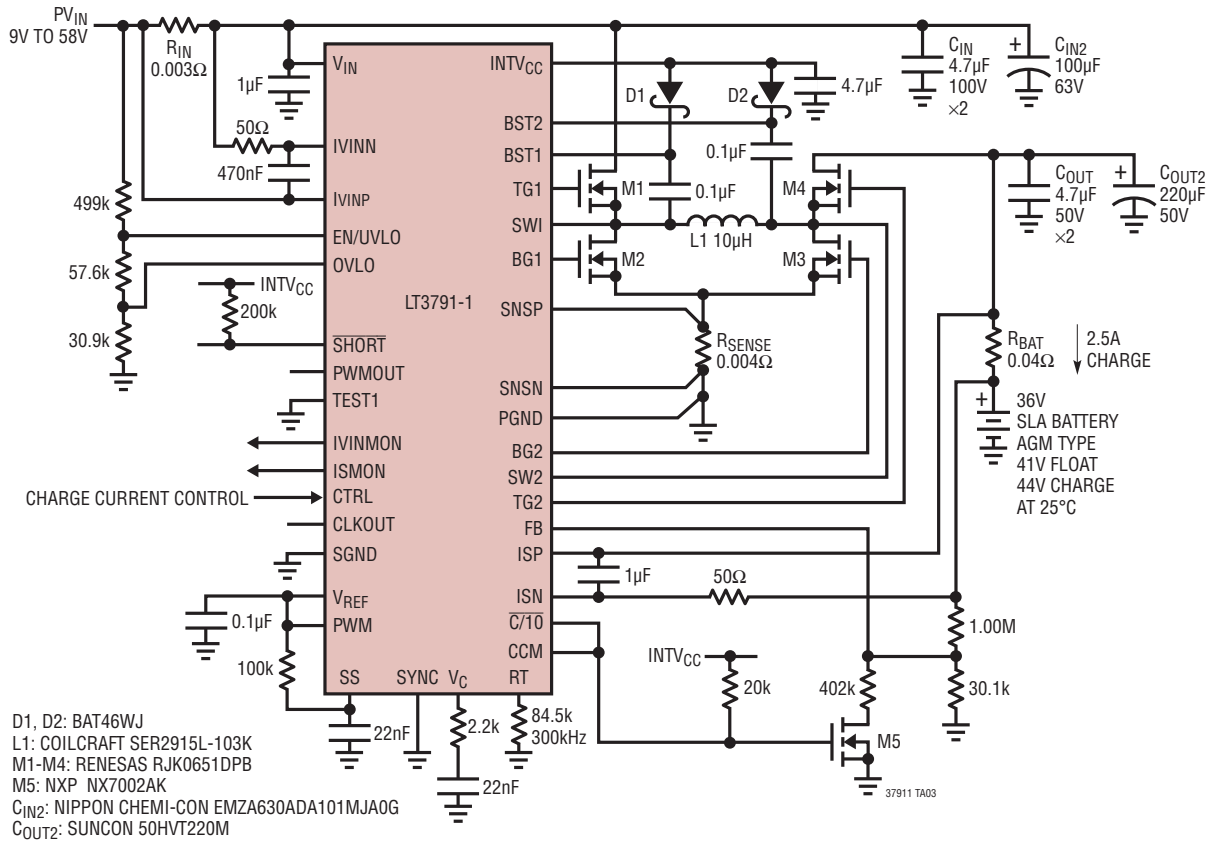 PVIN
9V TO 58V
RIN
0.003Ω
1µF
50Ω
470nF
499k
57.6k
30.9k
INTVCC
200k
VIN
IVINN
IVINP
EN/UVLO
OVLO
SHORT
PWMOUT
TEST1
IVINMON
ISMON
CHARGE CURRENT CONTROL
CTRL
CLKOUT
SGND
VREF
PWM
0.1µF
100k
SS
SYNC
VC
RT
LT3791-1
INTVCC
BST2
BST1
TG1
SWI
BG1
SNSP
SNSN
PGND
BG2
SW2
TG2
FB
ISP
ISN
C/10
CCM
D1
D2
4.7µF
0.1µF
0.1µF
M1
M4
L1 10µH
M2
M3
RSENSE
0.004Ω
CIN
4.7µF
100V
×2
+
CIN2
100µF
63V
COUT
4.7µF
50V
×2
+
COUT2
220µF
50V
RBAT
0.04Ω
2.5A
CHARGE
+
36V
SLA BATTERY
AGM TYPE
41V FLOAT
44V CHARGE
AT 25°C
1µF
50Ω
1.00M
30.1k
402k
INTVCC
20k
M5
22nF
2.2k
22nF
84.5k
300kHz
37911 TA03
D1, D2: BAT46WJ
L1: COILCRAFT SER2915L-103K
M1-M4: RENESAS RJK0651DPB
M5: NXP NX7002AK
CIN2: NIPPON CHEMI-CON EMZA630ADA101MJA0G
COUT2: SUNCON 50HVT220M